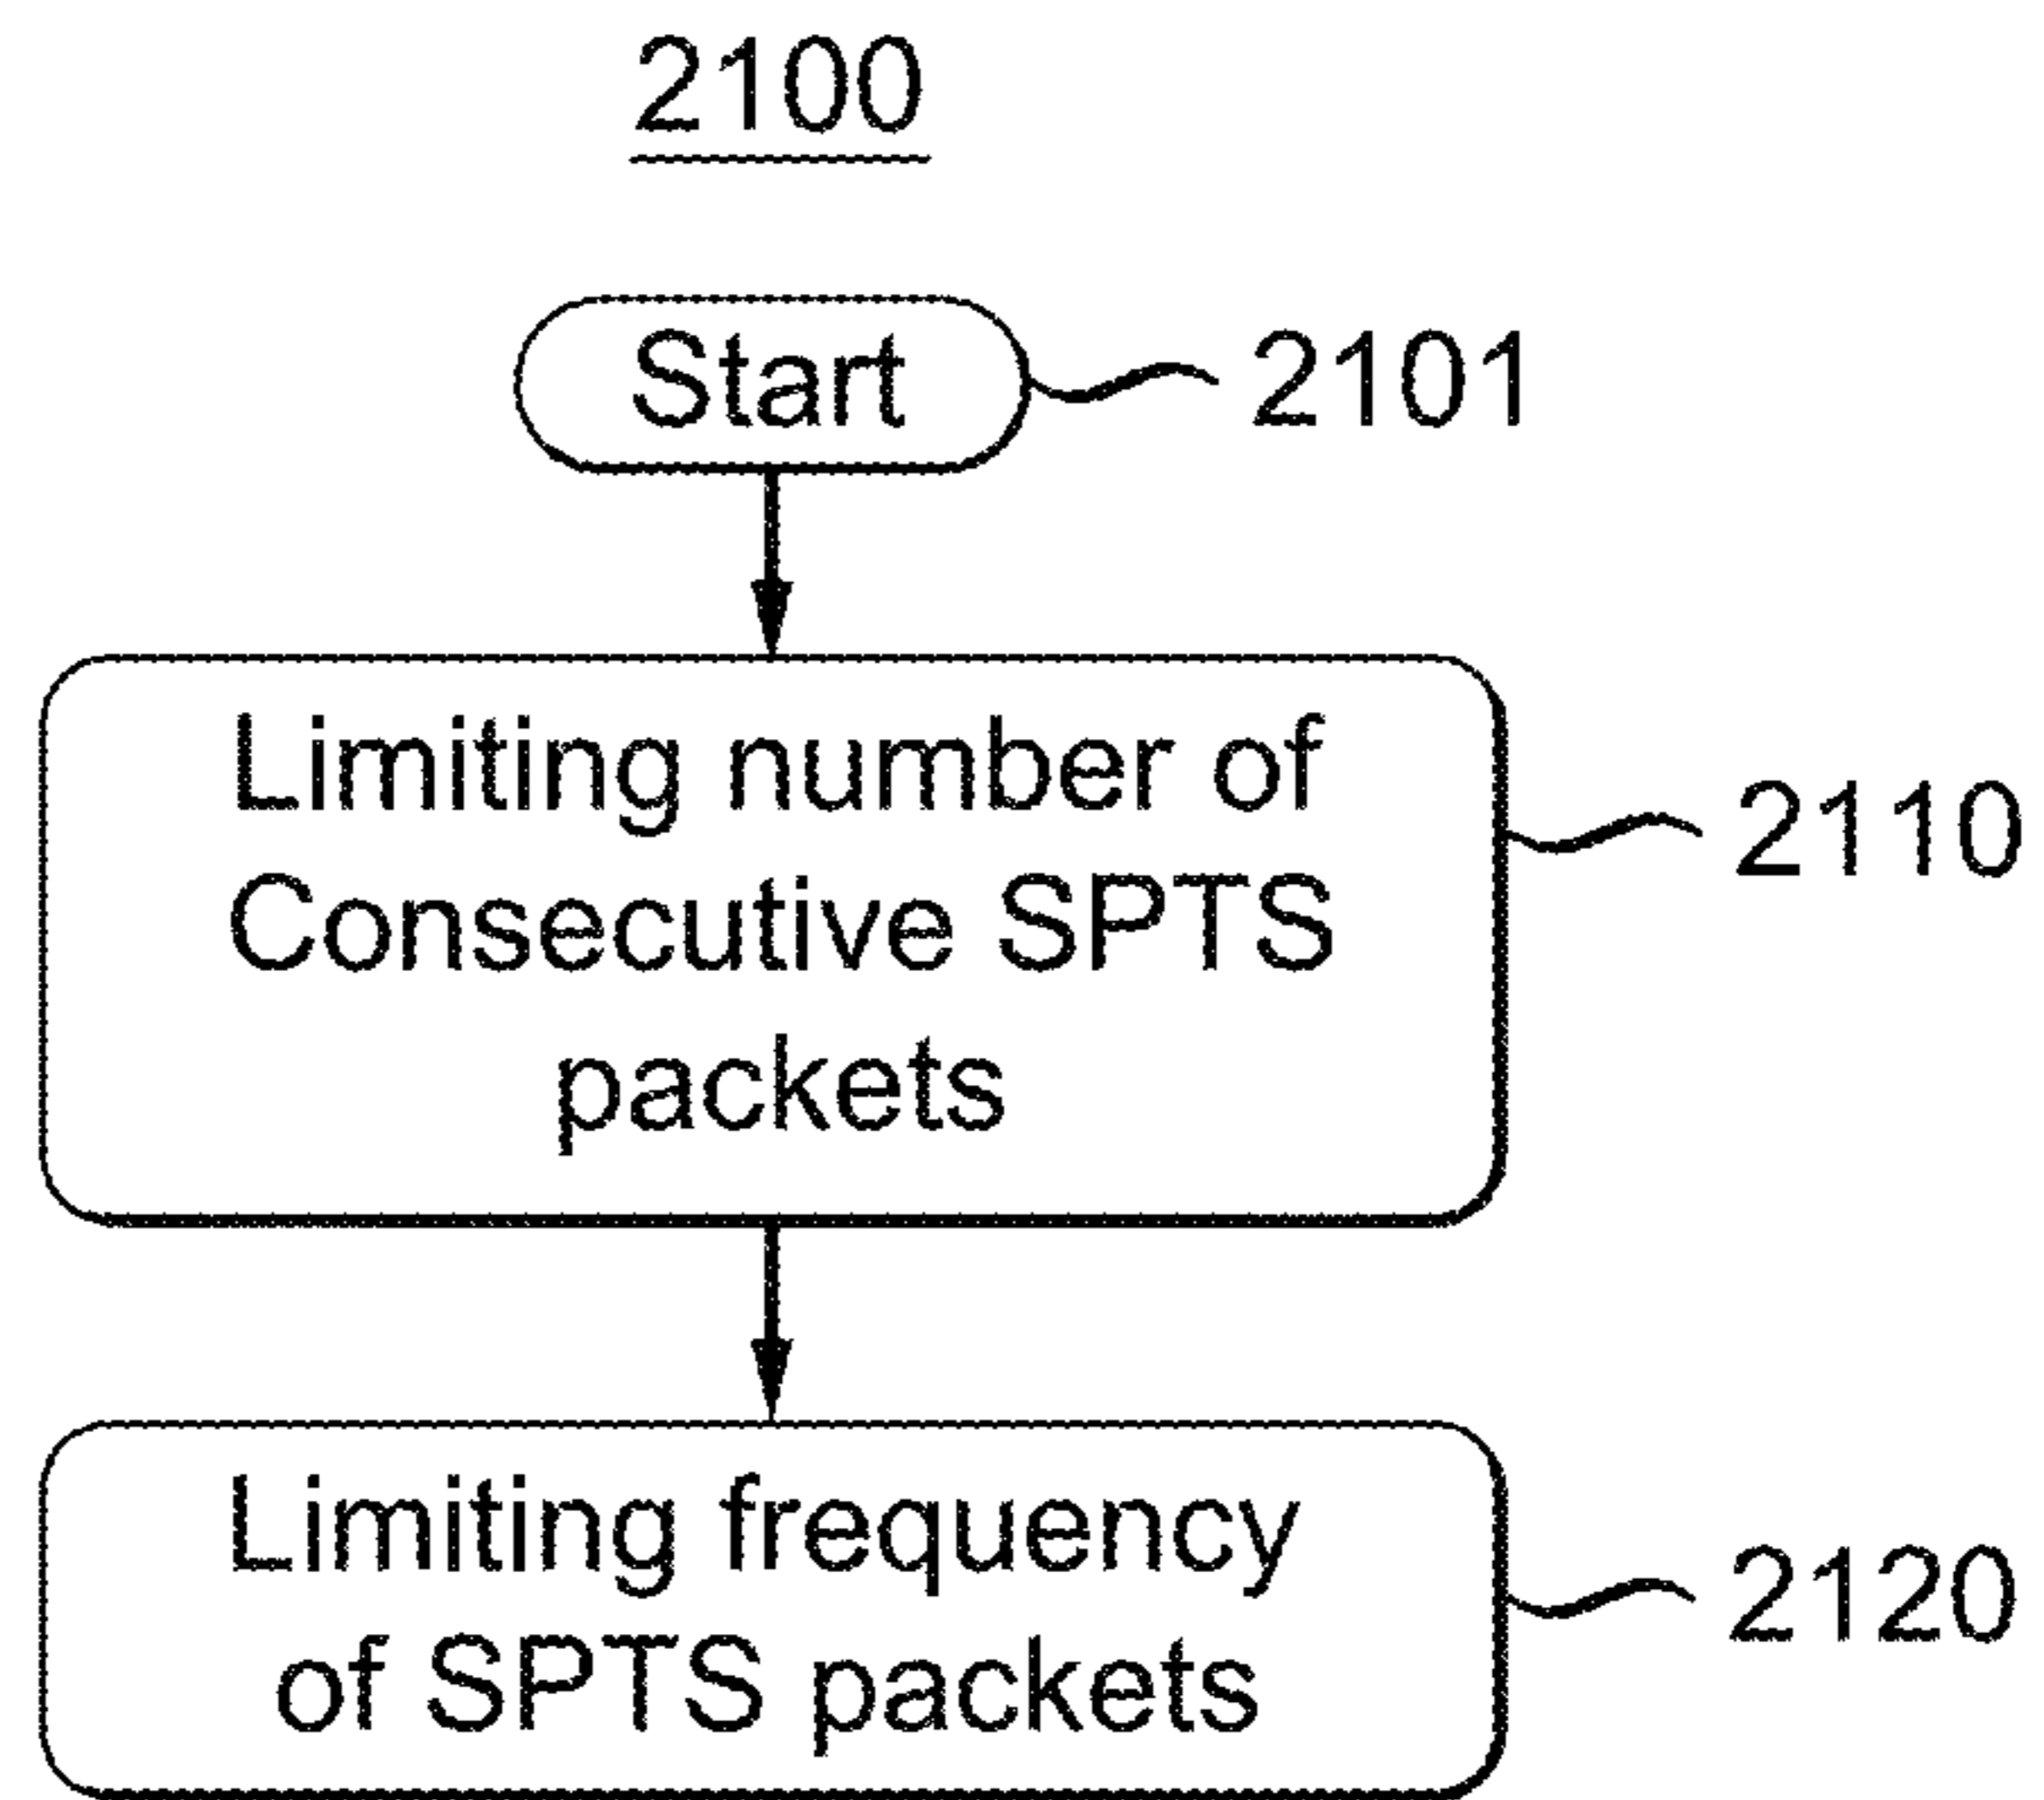 2100
Start
2101
Limiting number of
Consecutive SPTS
packets
2110
Limiting frequency
of SPTS packets
2120